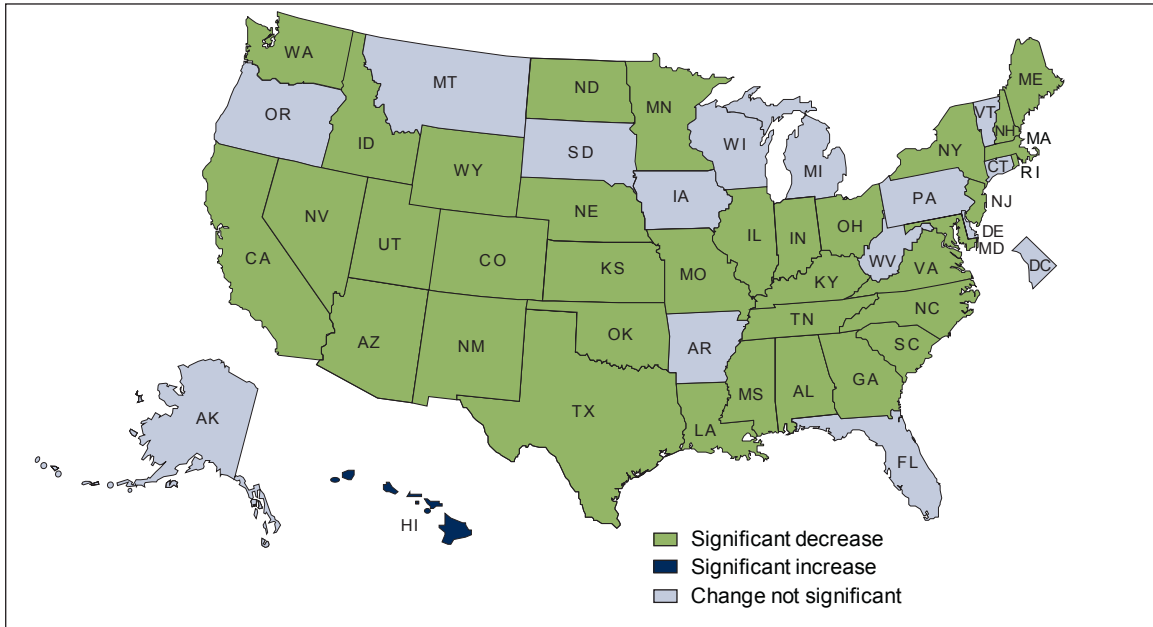 WA
MT
ND
MN
ME
OR
ID
SD
WI
MI
VT
NH
MA
NY
CT
RI
WY
IA
PA
NJ
NV
NE
IL
IN
OH
DE
MD
UT
CO
CA
KS
MO
WV
VA
DC
KY
NC
AZ
NM
OK
TN
AR
SC
TX
MS
AL
GA
LA
AK
FL
HI
Significant decrease
Significant increase
Change not significant